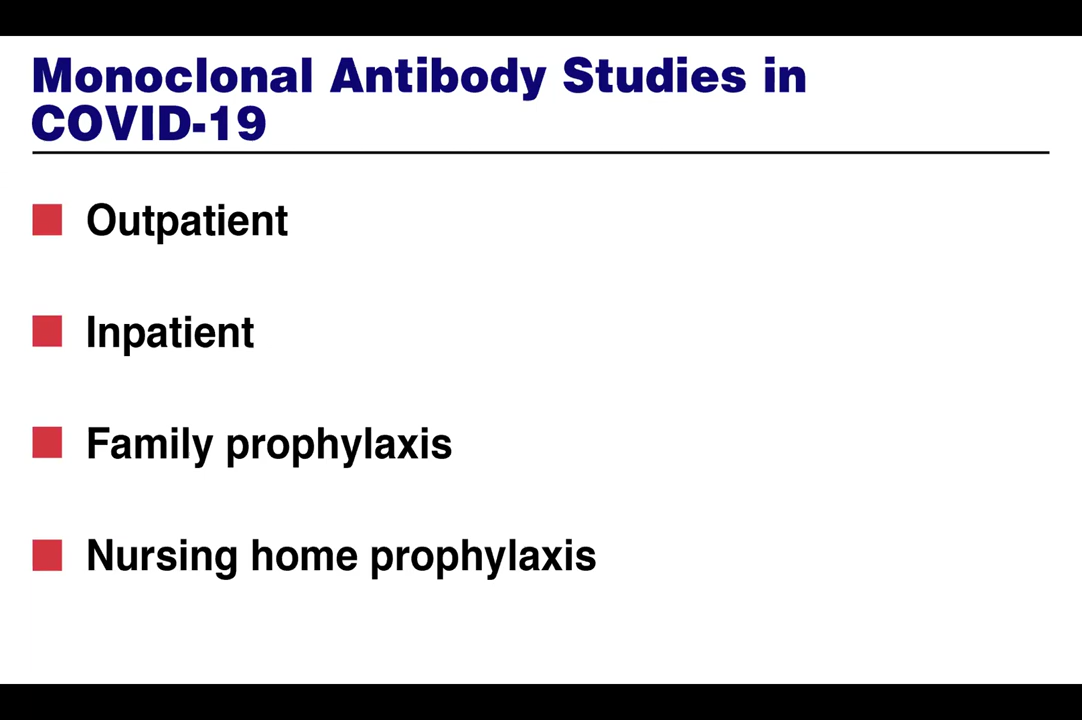 Monoclonal Antibody Studies in
COVID-19
Outpatient
Inpatient
Family prophylaxis
Nursing home prophylaxis